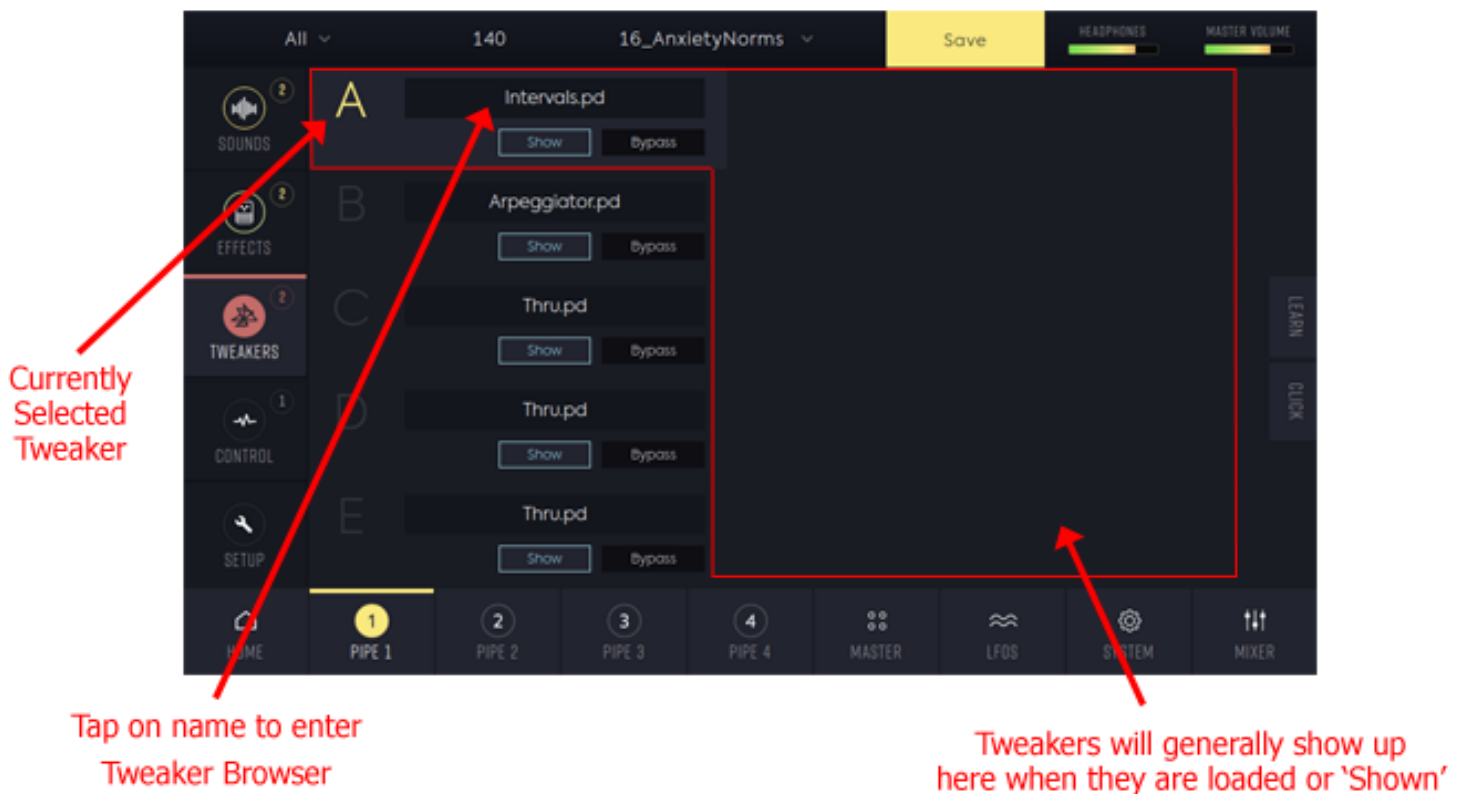 All
140
16_AnxietyNorms
Save
HEADPHONES
MASTER VOLUME
SOUNDS
2
EFFECTS
2
TWEAKERS
2
CONTROL
1
SETUP
A
Intervals.pd
Show
Bypass
B
Arpeggiator.pd
Show
Bypass
C
Thru.pd
Show
Bypass
D
Thru.pd
Show
Bypass
E
Thru.pd
Show
Bypass
LEARN
CLICK
HOME
1
PIPE 1
2
PIPE 2
3
PIPE 3
4
PIPE 4
MASTER
LFOS
SYSTEM
MIXER
Currently
Selected
Tweaker
Tap on name to enter
Tweaker Browser
Tweakers will generally show up
here when they are loaded or ‘Shown’